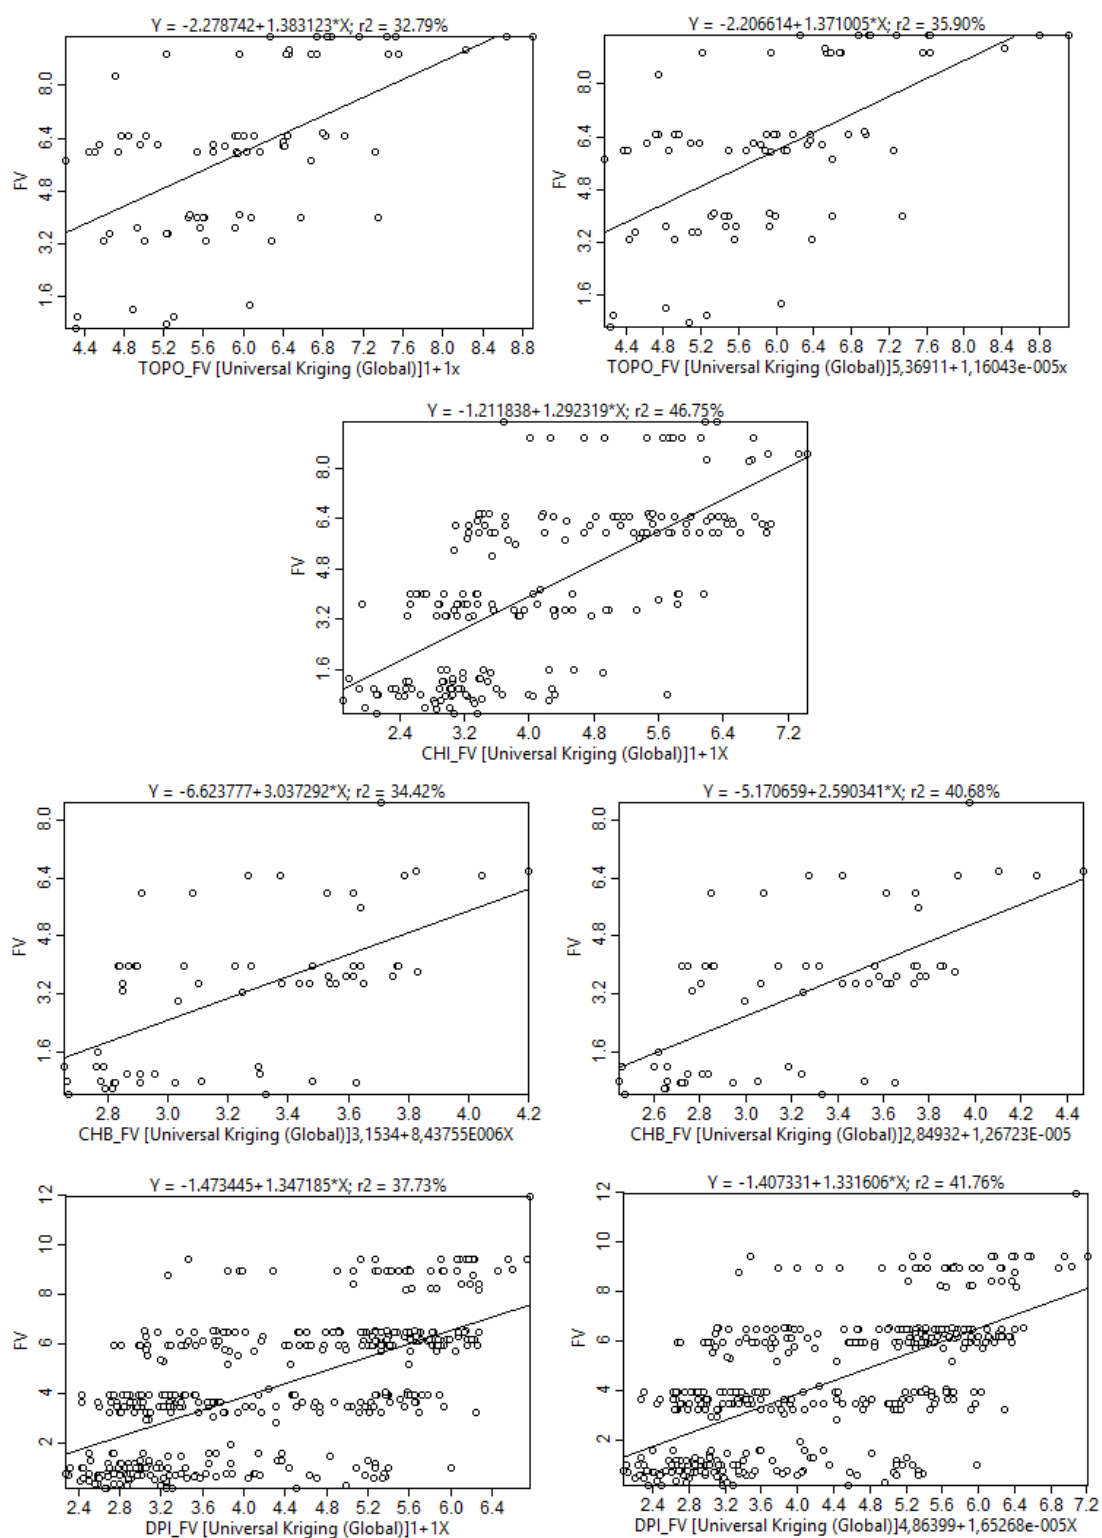 Y = -2.278742+1.383123*X; r2 = 32.79%
FV
8.0
6.4
4.8
3.2
1.6
4.4 4.8 5.2 5.6 6.0 6.4 6.8 7.2 7.6 8.0 8.4 8.8
TOPO_FV [Universal Kriging (Global)]1+1x
Y = -2.206614+1.371005*X; r2 = 35.90%
FV
8.0
6.4
4.8
3.2
1.6
4.4 4.8 5.2 5.6 6.0 6.4 6.8 7.2 7.6 8.0 8.4 8.8
TOPO_FV [Universal Kriging (Global)]5,36911+1,16043e-005x
Y = -1.211838+1.292319*X; r2 = 46.75%
FV
8.0
6.4
4.8
3.2
1.6
2.4 3.2 4.0 4.8 5.6 6.4 7.2
CHI_FV [Universal Kriging (Global)]1+1X
Y = -6.623777+3.037292*X; r2 = 34.42%
FV
8.0
6.4
4.8
3.2
1.6
2.8 3.0 3.2 3.4 3.6 3.8 4.0 4.2
CHB_FV [Universal Kriging (Global)]3,1534+8,43755E006X
Y = -5.170659+2.590341*X; r2 = 40.68%
FV
8.0
6.4
4.8
3.2
1.6
2.6 2.8 3.0 3.2 3.4 3.6 3.8 4.0 4.2 4.4
CHB_FV [Universal Kriging (Global)]2,84932+1,26723E-005
Y = -1.473445+1.347185*X; r2 = 37.73%
FV
12
10
8
6
4
2
2.4 2.8 3.2 3.6 4.0 4.4 4.8 5.2 5.6 6.0 6.4
DPI_FV [Universal Kriging (Global)]1+1X
Y = -1.407331+1.331606*X; r2 = 41.76%
FV
12
10
8
6
4
2
2.4 2.8 3.2 3.6 4.0 4.4 4.8 5.2 5.6 6.0 6.4 6.8 7.2
DPI_FV [Universal Kriging (Global)]4,86399+1,65268e-005X